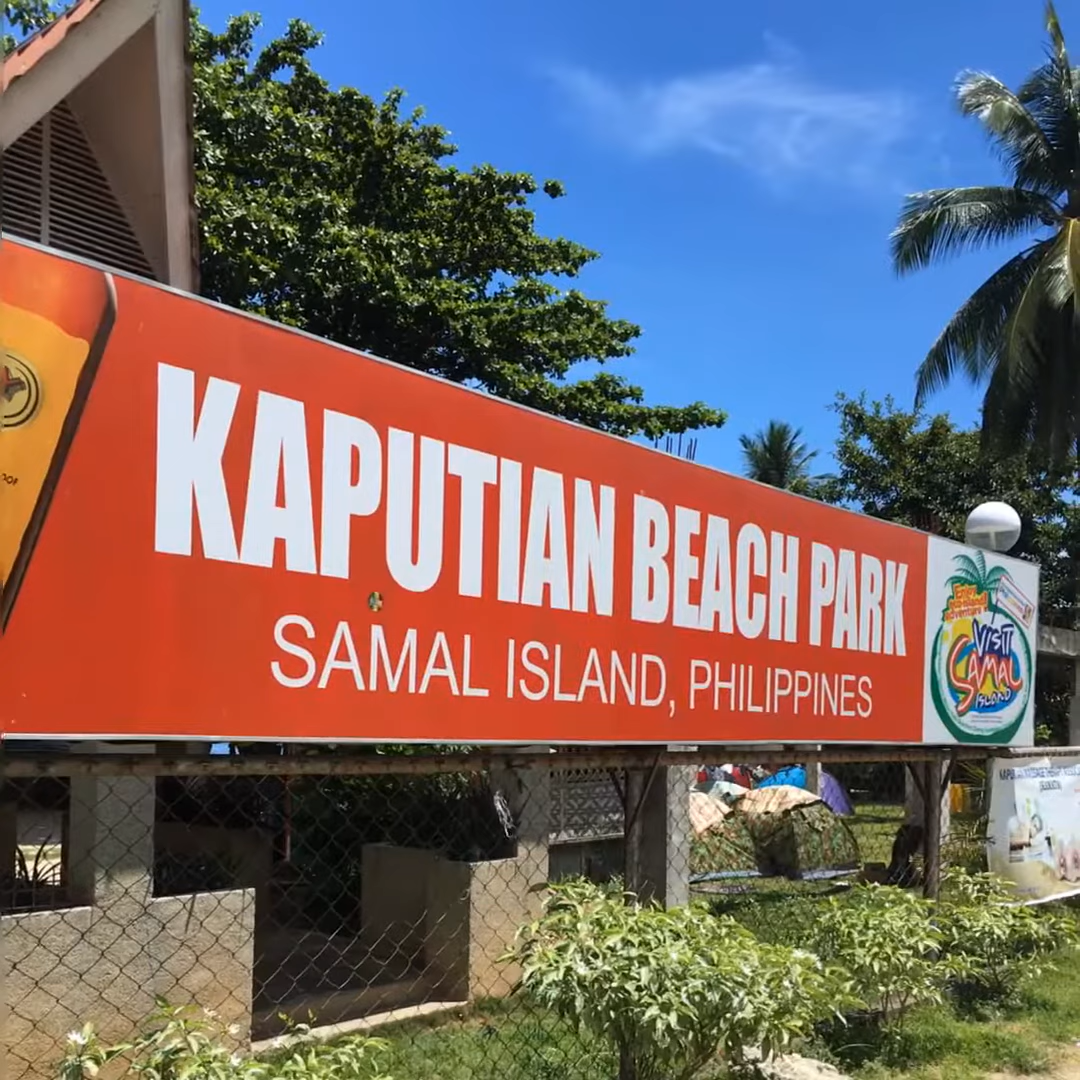 KAPUTIAN BEACH PARK
SAMAL ISLAND, PHILIPPINES
VISIT
SAMAL
ISLAND